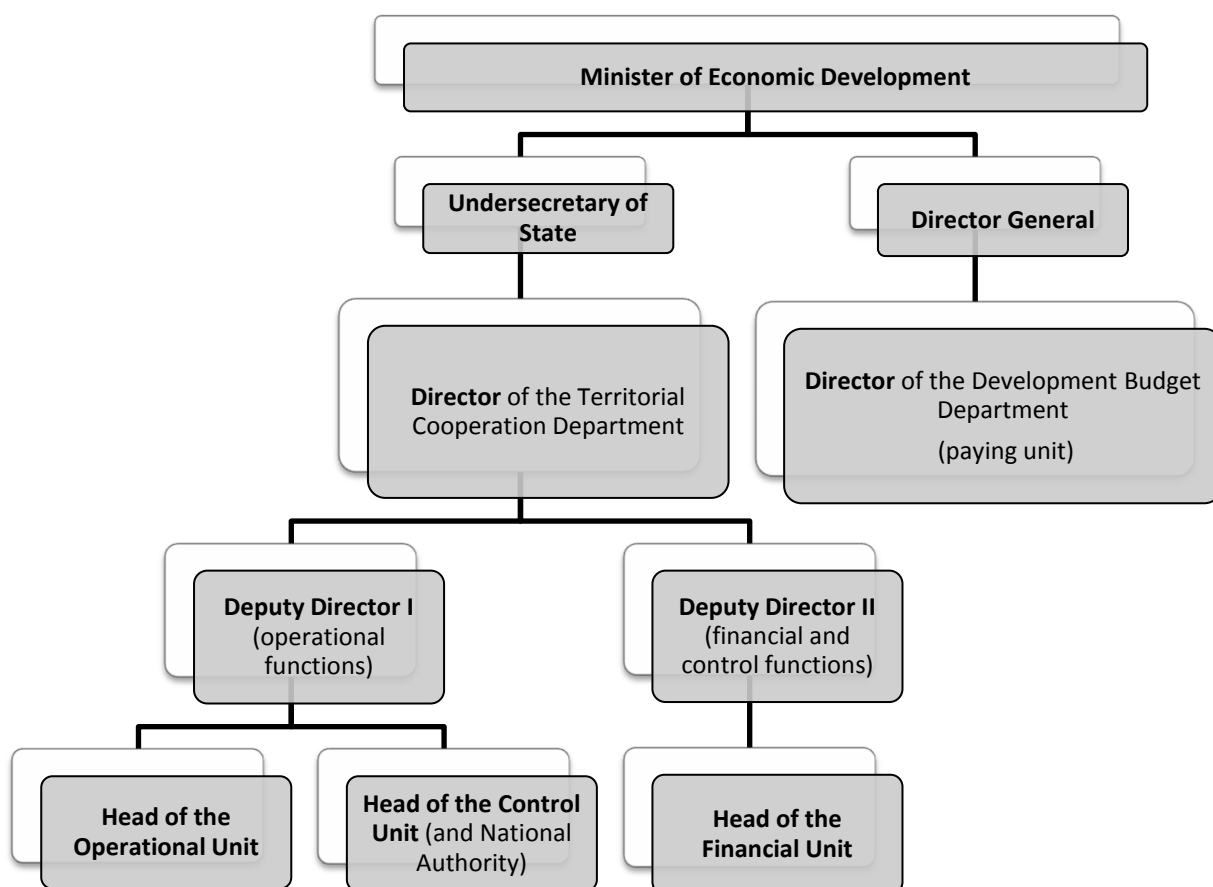 Minister of Economic Development
Undersecretary of
State
Director General
Director of the Territorial
Cooperation Department
Director of the Development Budget
Department
(paying unit)
Deputy Director I
(operational
functions)
Deputy Director II
(financial and
control functions)
Head of the
Operational Unit
Head of the Control
Unit (and National
Authority)
Head of the
Financial Unit